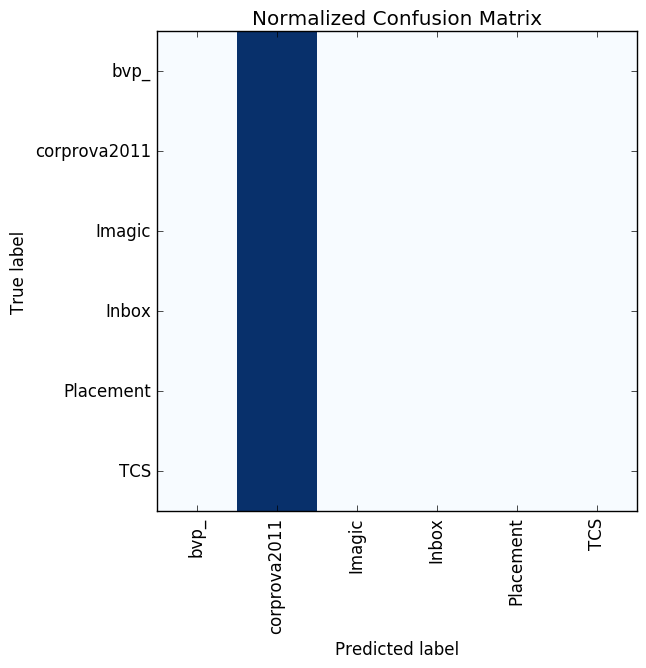 Normalized Confusion Matrix
True label
bvp_
corprova2011
Imagic
Inbox
Placement
TCS
bvp_
corprova2011
Imagic
Inbox
Placement
TCS
Predicted label